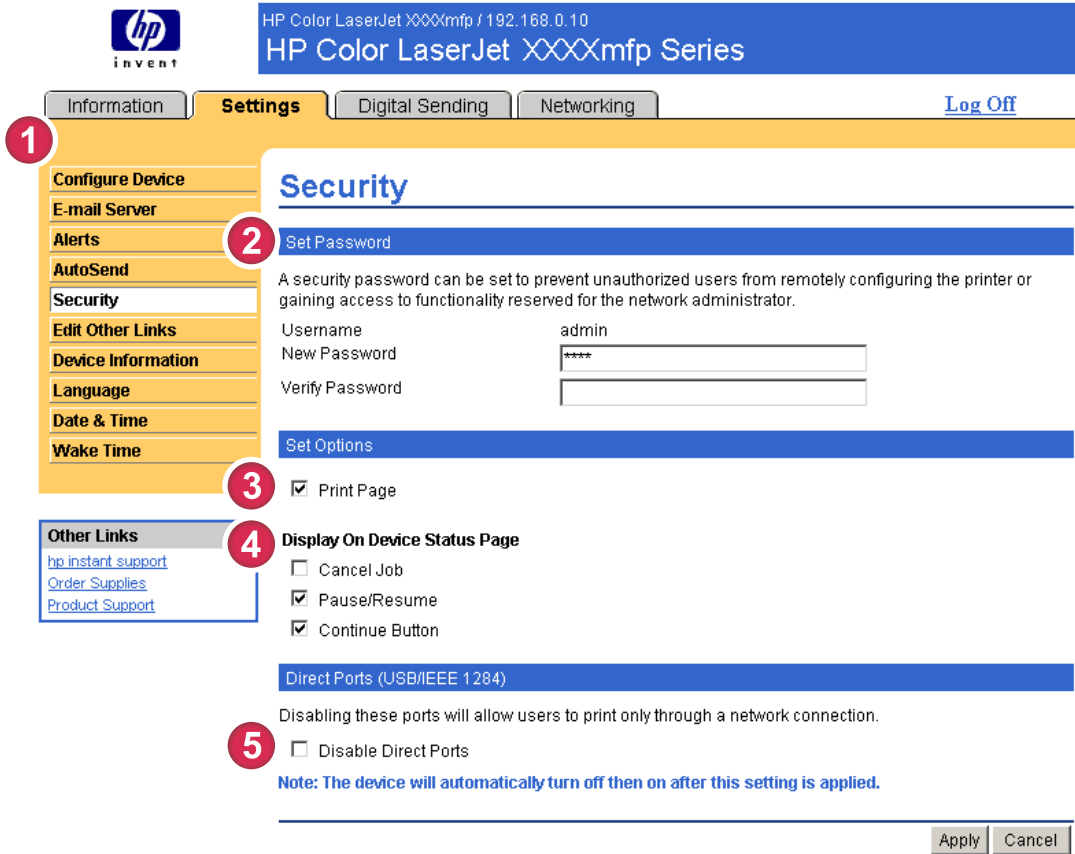 hp
invent
HP Color LaserJet XXXXmfp / 192.168.0.10
HP Color LaserJet XXXXmfp Series
Information
Settings
Digital Sending
Networking
Log Off
1
Configure Device
E-mail Server
Alerts
AutoSend
Security
Edit Other Links
Device Information
Language
Date & Time
Wake Time
Other Links
hp instant support
Order Supplies
Product Support
Security
2
Set Password
A security password can be set to prevent unauthorized users from remotely configuring the printer or
gaining access to functionality reserved for the network administrator.
Username admin
New Password ****
Verify Password
Set Options
3
Print Page
4
Display On Device Status Page
Cancel Job
Pause/Resume
Continue Button
Direct Ports (USB/IEEE 1284)
Disabling these ports will allow users to print only through a network connection.
5
Disable Direct Ports
Note: The device will automatically turn off then on after this setting is applied.
Apply
Cancel